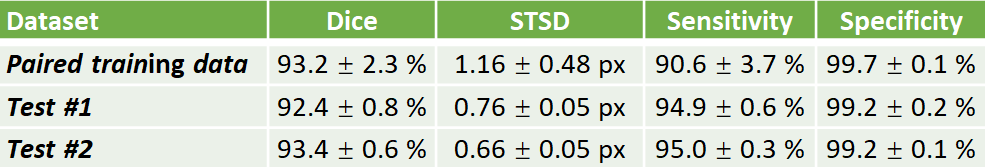 Dataset Dice STSD Sensitivity Specificity
Paired training data 93.2 ± 2.3 % 1.16 ± 0.48 px 90.6 ± 3.7 % 99.7 ± 0.1 %
Test #1 92.4 ± 0.8 % 0.76 ± 0.05 px 94.9 ± 0.6 % 99.2 ± 0.2 %
Test #2 93.4 ± 0.6 % 0.66 ± 0.05 px 95.0 ± 0.3 % 99.2 ± 0.1 %